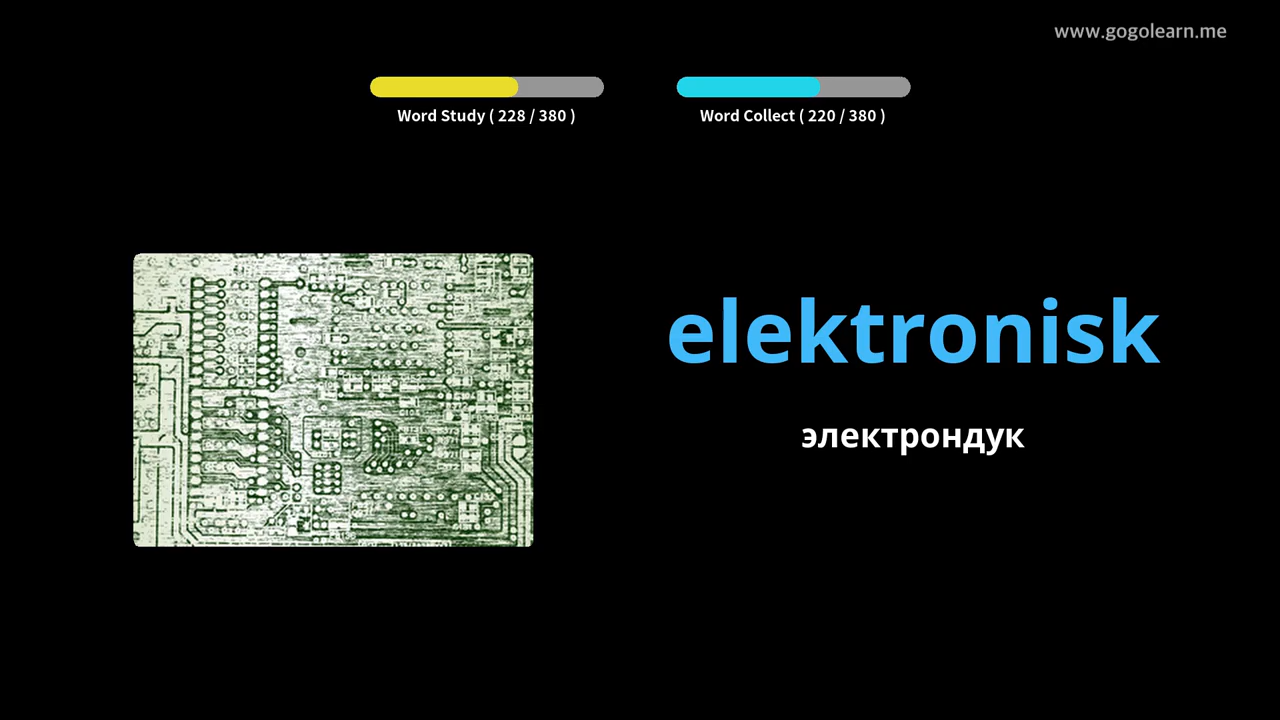 www.gogolearn.me
Word Study ( 228 / 380 )
Word Collect ( 220 / 380 )
elektronisk
электрондук